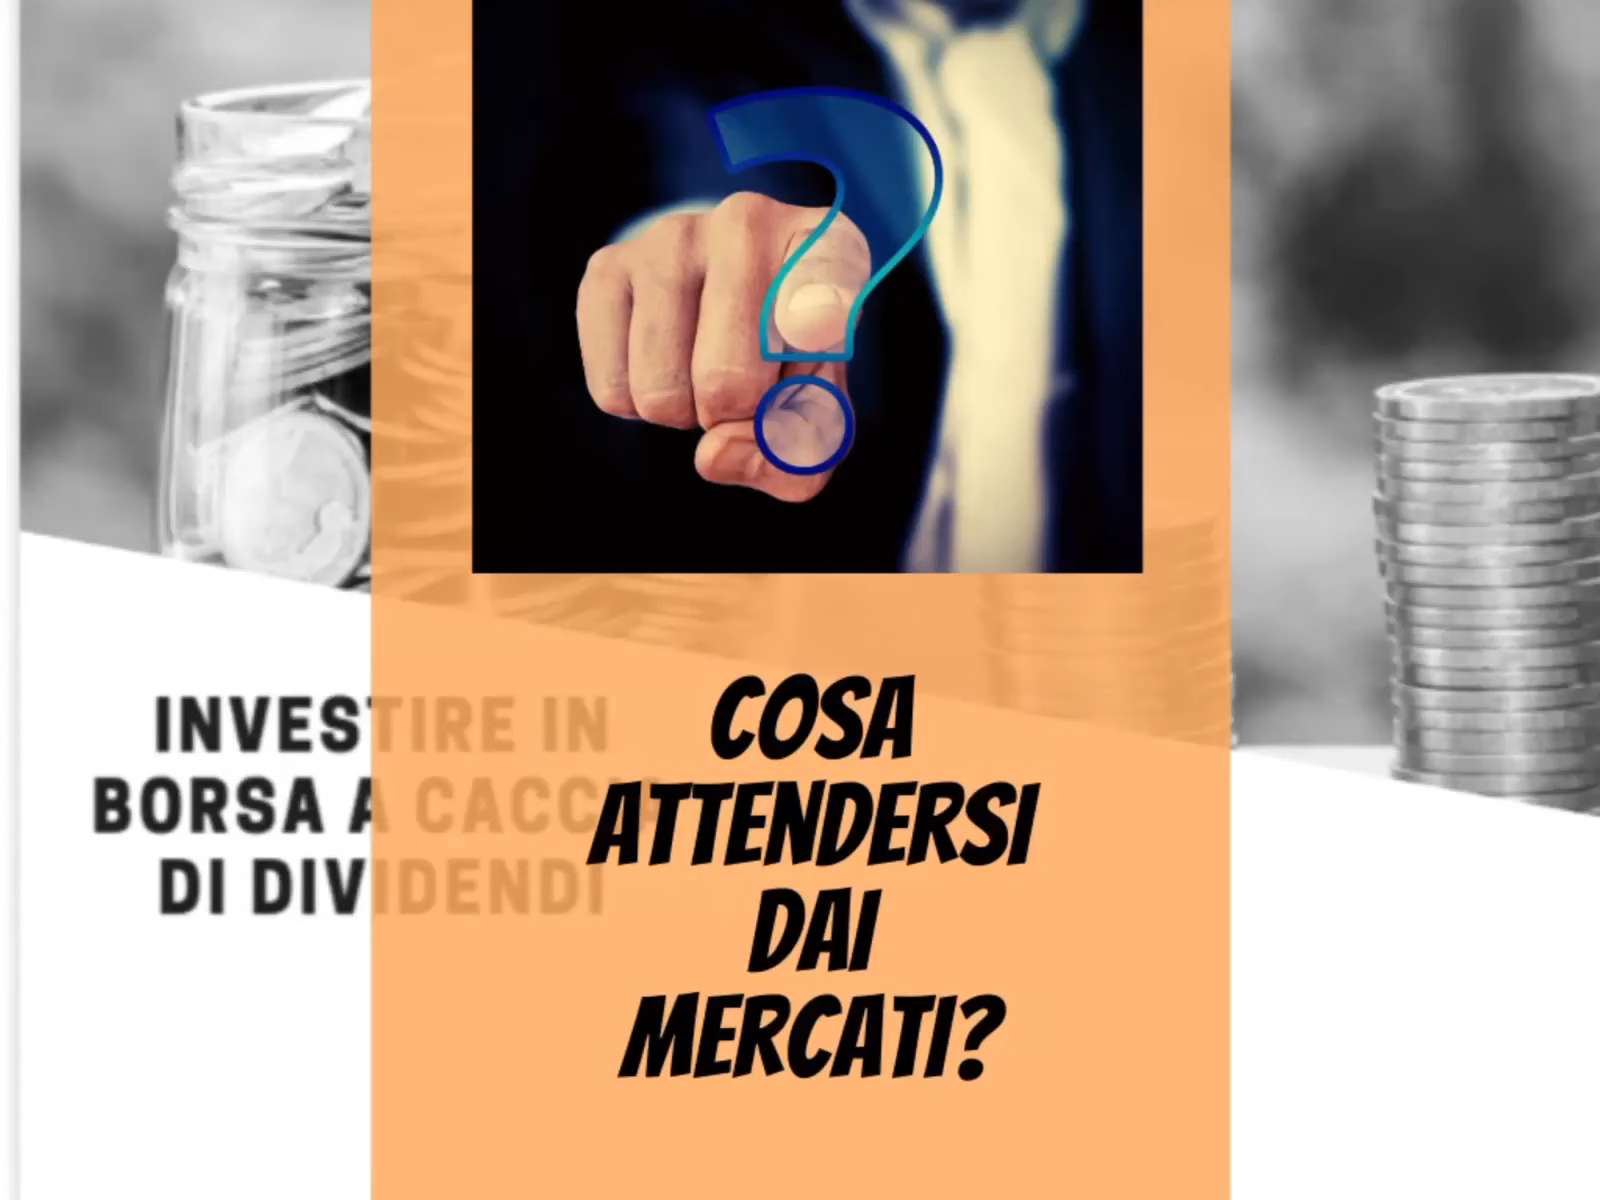 INVESTIRE IN
BORSA A CACCIA
DI DIVIDENDI
COSA
ATTENDERSI
DAI
MERCATI?